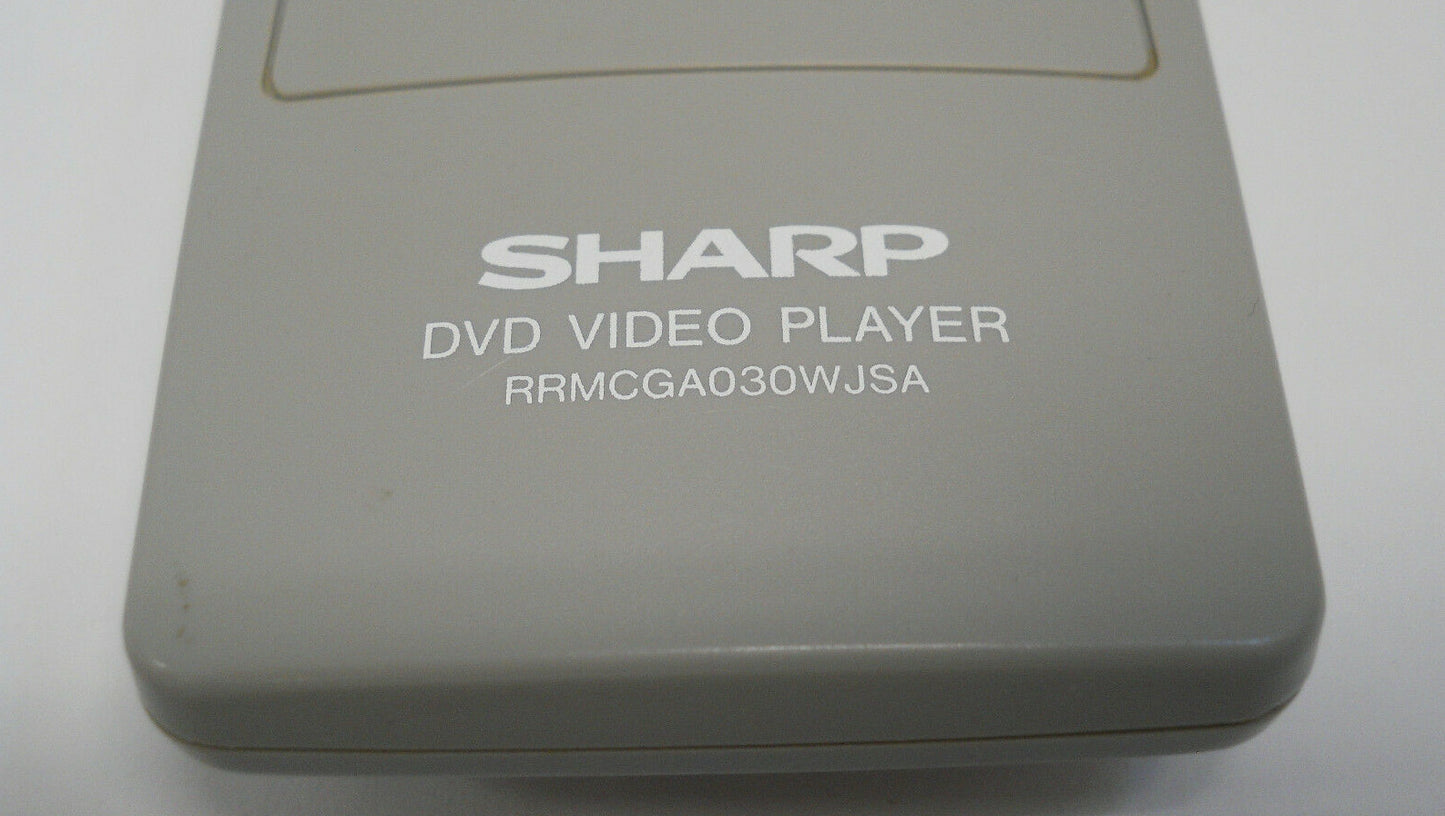 SHARP
DVD VIDEO PLAYER
RRMCGA030WJSA